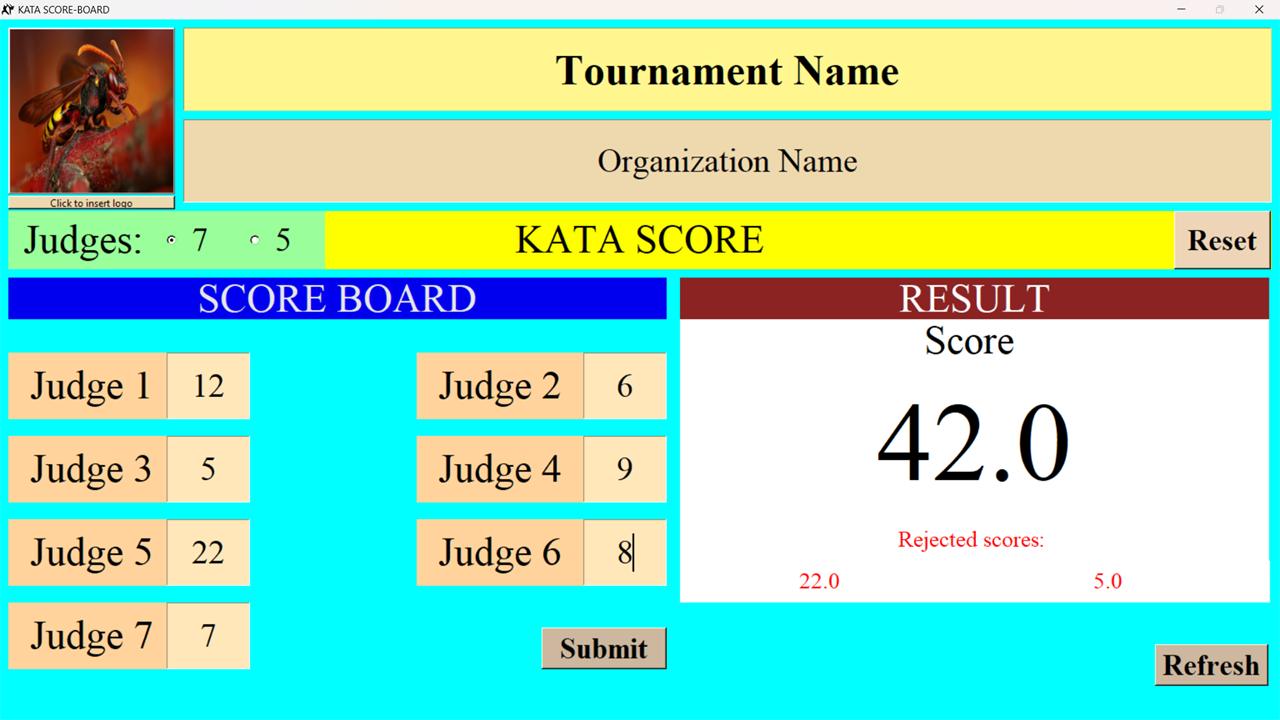 KATA SCORE-BOARD
Tournament Name
Organization Name
Click to insert logo
Judges: 7 5
KATA SCORE
Reset
SCORE BOARD
RESULT
Score
Judge 1 12
Judge 2 6
Judge 3 5
Judge 4 9
42.0
Judge 5 22
Judge 6 8
Rejected scores:
22.0 5.0
Judge 7 7
Submit
Refresh